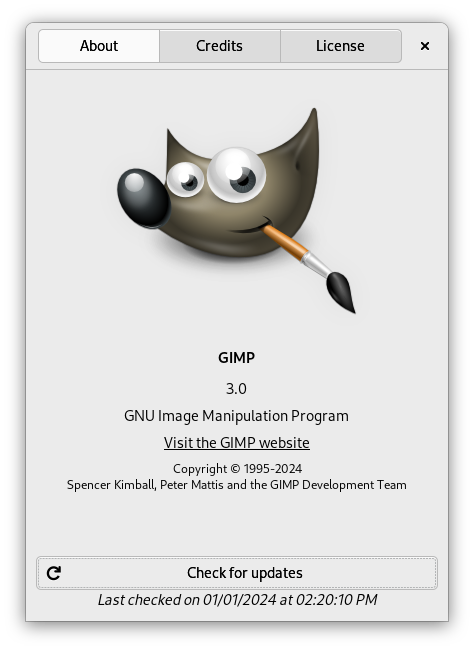 About
Credits
License
GIMP
3.0
GNU Image Manipulation Program
Visit the GIMP website
Copyright © 1995-2024
Spencer Kimball, Peter Mattis and the GIMP Development Team
Check for updates
Last checked on 01/01/2024 at 02:20:10 PM